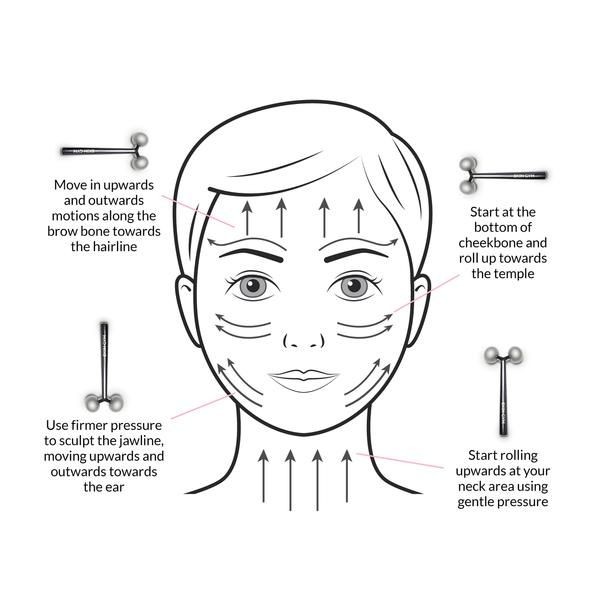 Move in upwards
and outwards
motions along the
brow bone towards
the hairline
Start at the
bottom of
cheekbone and
roll up towards
the temple
Use firmer pressure
to sculpt the jawline,
moving upwards and
outwards towards
the ear
Start rolling
upwards at your
neck area using
gentle pressure